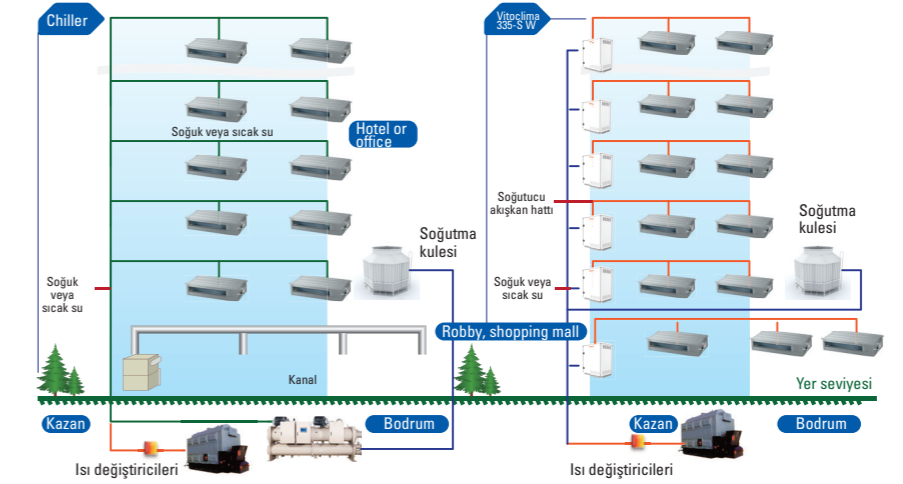 Chiller
Soğuk veya sıcak su
Hotel or
office
Soğutma
kulesi
Soğuk
veya
sıcak su
Kanal
Robby, shopping mall
Kazan
Bodrum
Isı değiştiricileri
Vitoclima
335-S W
Soğutucu
akışkan hattı
Soğutma
kulesi
Soğuk veya
sıcak su
Yer seviyesi
Kazan
Bodrum
Isı değiştiricileri